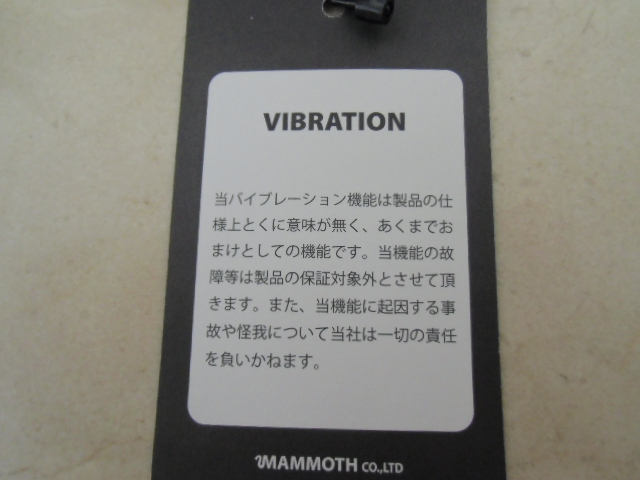 VIBRATION
当バイブレーション機能は製品の仕
様上とくに意味が無く、あくまでお
まけとしての機能です。当機能の故
障等は製品の保証対象外とさせて頂
きます。また、当機能に起因する事
故や怪我について当社は一切の責任
を負いかねます。
MAMMOTH CO.,LTD